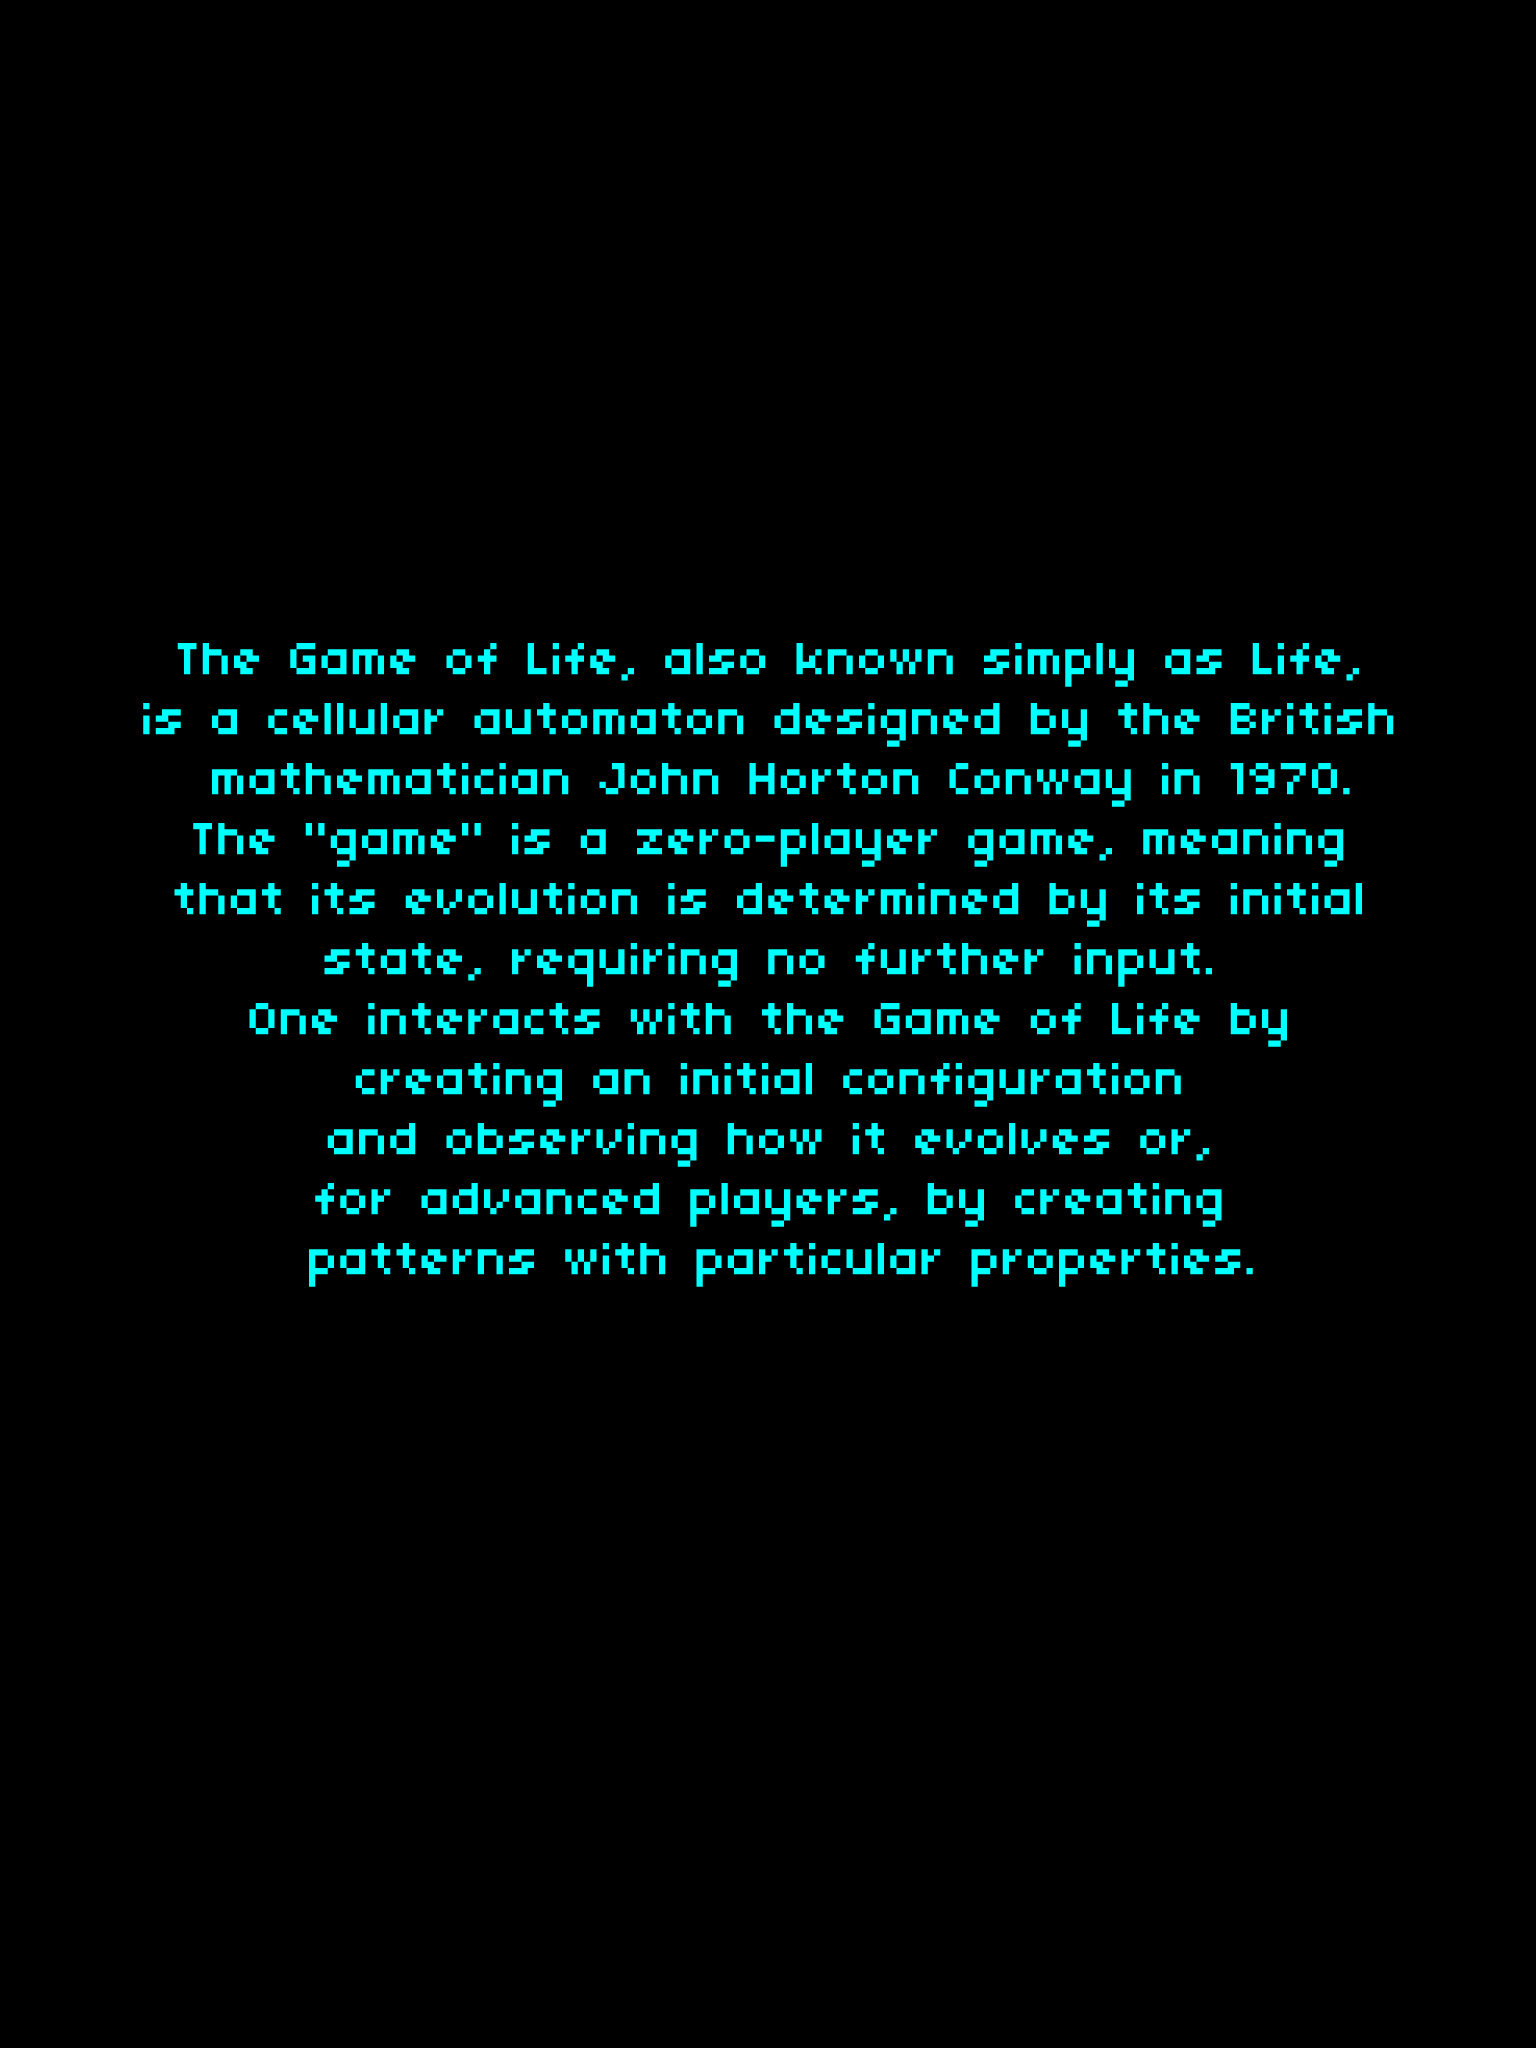 The Game of Life, also known simply as Life,
is a cellular automaton designed by the British
mathematician John Horton Conway in 1970.
The "game" is a zero-player game, meaning
that its evolution is determined by its initial
state, requiring no further input.
One interacts with the Game of Life by
creating an initial configuration
and observing how it evolves or,
for advanced players, by creating
patterns with particular properties.